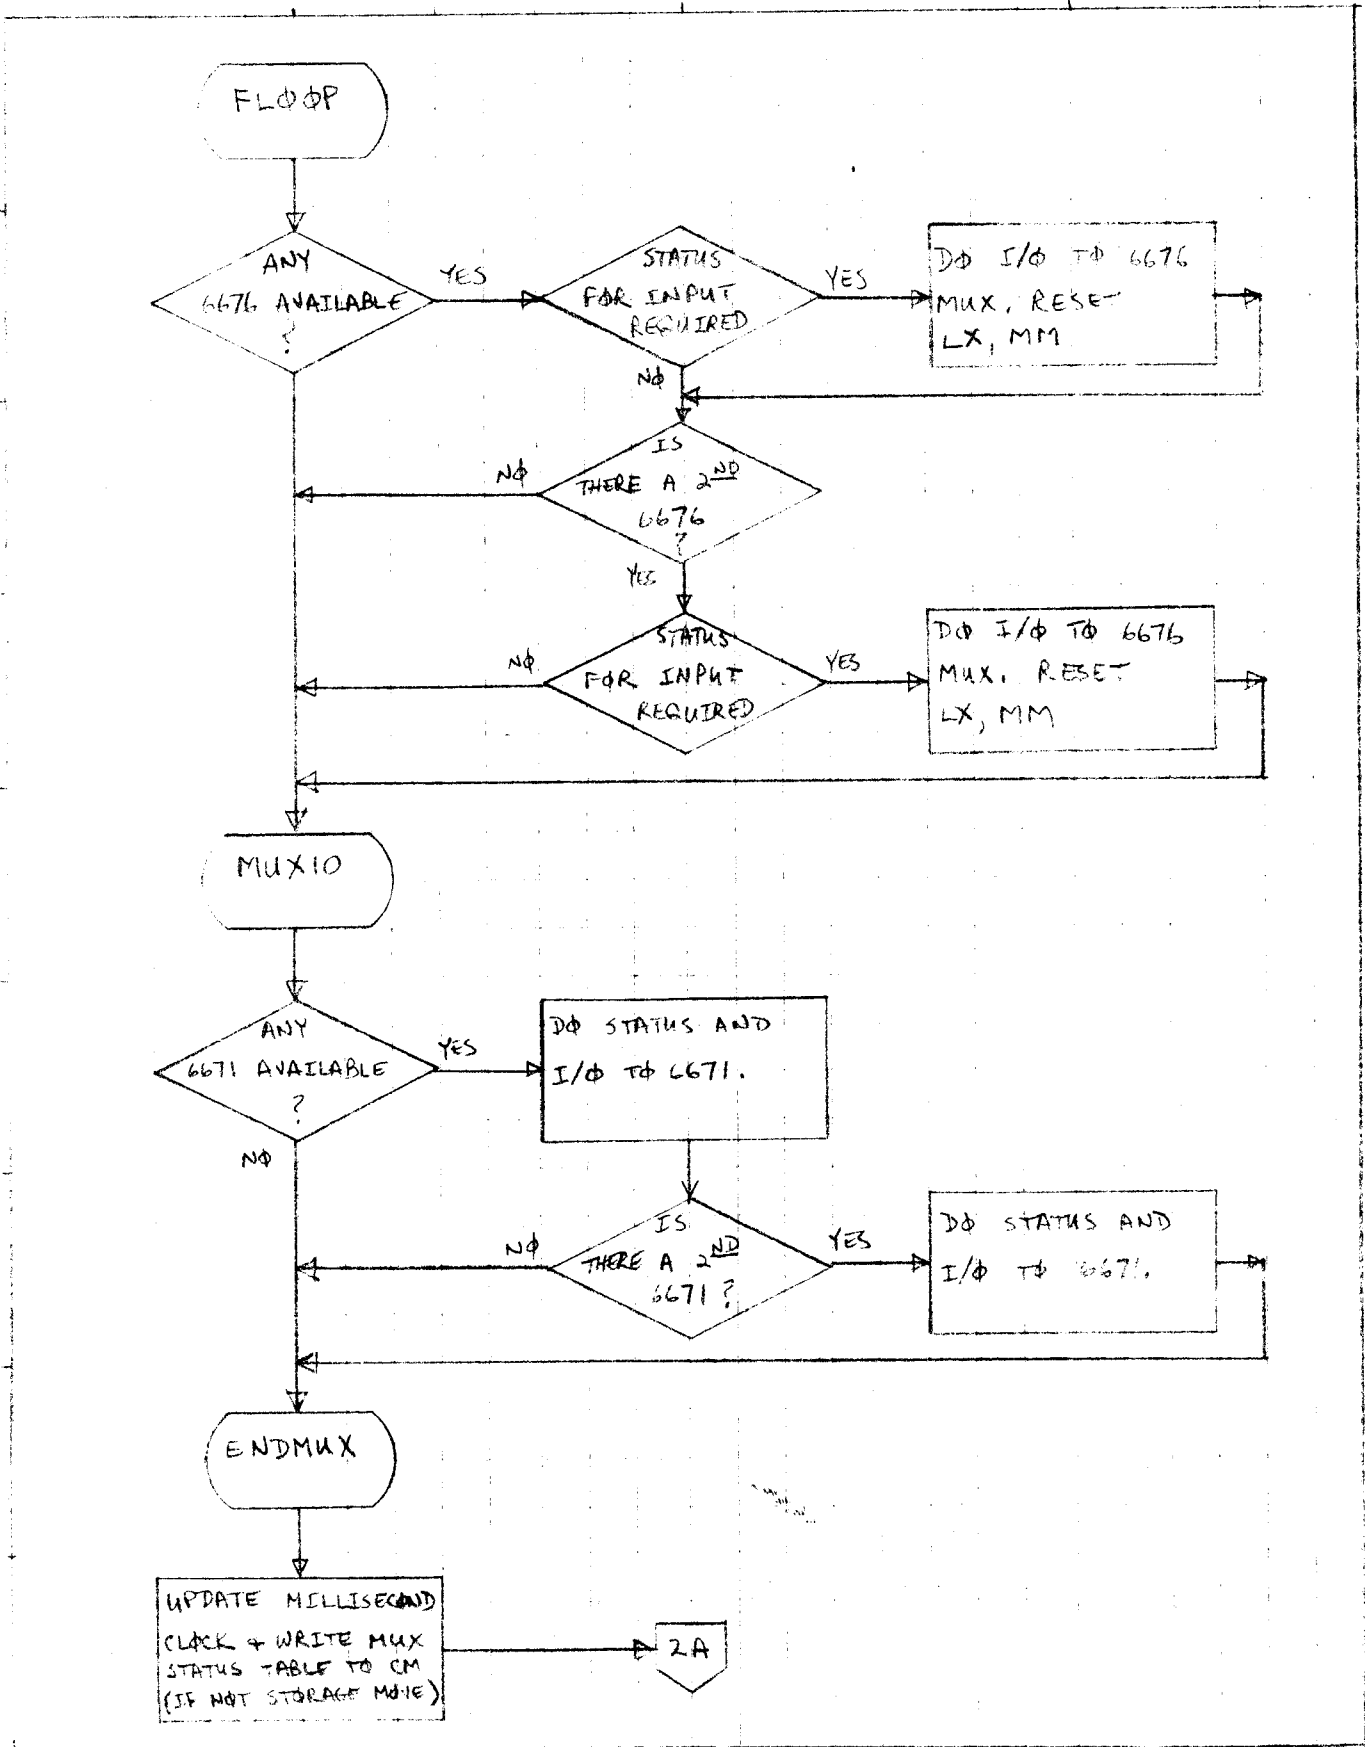 FLØØP
ANY
6676 AVAILABLE
?
YES
STATUS
FØR INPUT
REQUIRED
YES
DØ I/Ø TØ 6676
MUX. RESET
LX, MM
NØ
IS
THERE A 2ND
6676
?
NØ
YES
STATUS
FØR INPUT
REQUIRED
NØ
YES
DØ I/Ø TØ 6676
MUX. RESET
LX, MM
MUXIO
ANY
6671 AVAILABLE
?
YES
NØ
DØ STATUS AND
I/Ø TØ 6671.
IS
THERE A 2ND
6671 ?
NØ
YES
DØ STATUS AND
I/Ø TØ 6671.
ENDMUX
UPDATE MILLISECØND
CLØCK + WRITE MUX
STATUS TABLE TØ CM
(IF NØT STØRAGE MØVE)
2A